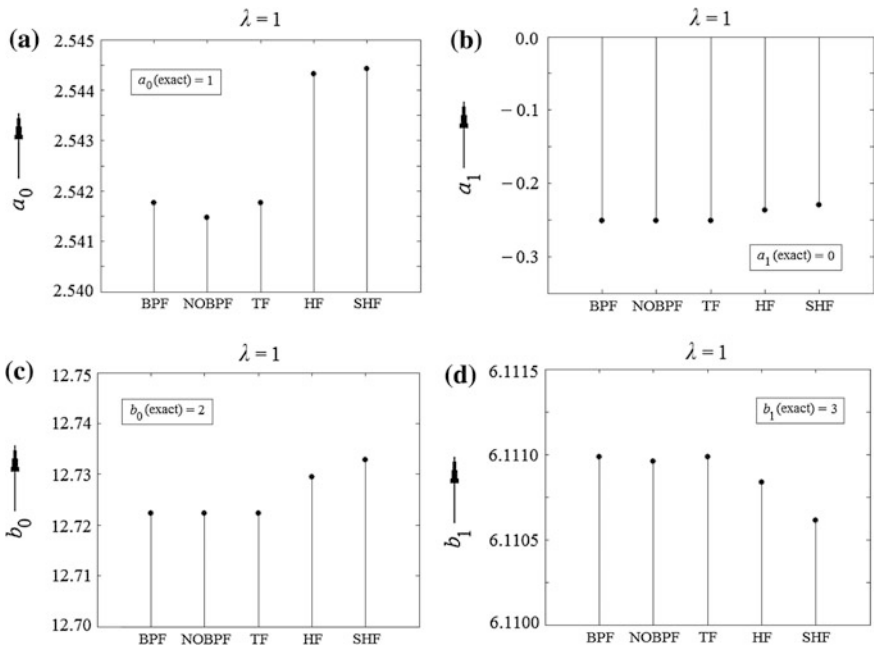 (a)
λ = 1
a0(exact) = 1
2.545
2.544
2.543
2.542
2.541
2.540
a0
BPF NOBPF TF HF SHF
(b)
λ = 1
0.0
−0.1
−0.2
−0.3
a1
a1(exact) = 0
BPF NOBPF TF HF SHF
(c)
λ = 1
b0(exact) = 2
12.75
12.74
12.73
12.72
12.71
12.70
b0
BPF NOBPF TF HF SHF
(d)
λ = 1
b1(exact) = 3
6.1115
6.1110
6.1105
6.1100
b1
BPF NOBPF TF HF SHF